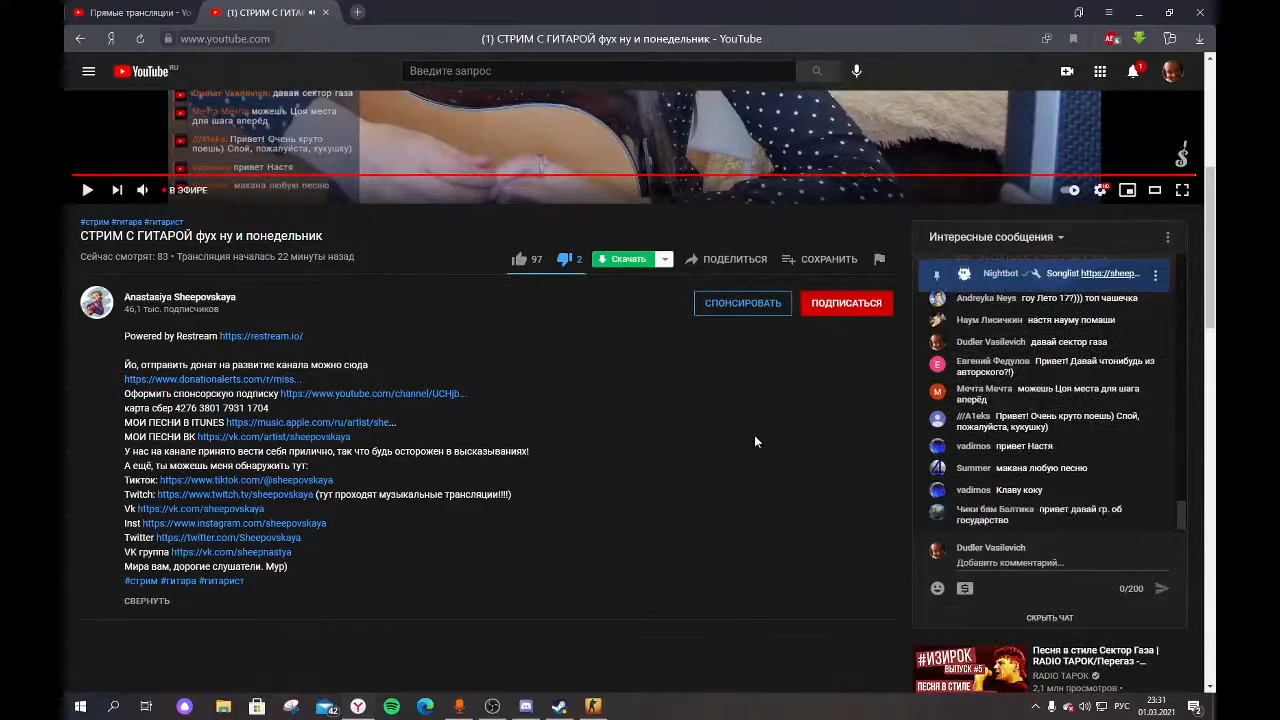 Прямые трансляции - Yo
(1) СТРИМ С ГИТАР
www.youtube.com
(1) СТРИМ С ГИТАРОЙ фух ну и понедельник - YouTube
YouTube RU
Введите запрос
1
давай сектор газа
Мечта Мечта: можешь Цоя места
для шага вперёд
///A1eks: Привет! Очень круто
поешь) Спой, пожалуйста, кукушку)
vadimos: привет Настя
макана любую песню
В ЭФИРЕ
#стрим #гитара #гитарист
СТРИМ С ГИТАРОЙ фух ну и понедельник
Сейчас смотрят: 83 • Трансляция началась 22 минуты назад
97
2
Скачать
ПОДЕЛИТЬСЯ
СОХРАНИТЬ
Anastasiya Sheepovskaya
46,1 тыс. подписчиков
СПОНСИРОВАТЬ
ПОДПИСАТЬСЯ
Powered by Restream https://restream.io/
Йо, отправить донат на развитие канала можно сюда
https://www.donationalerts.com/r/miss...
Оформить спонсорскую подписку https://www.youtube.com/channel/UCHjb...
карта сбер 4276 3801 7931 1704
МОИ ПЕСНИ В ITUNES https://music.apple.com/ru/artist/she...
МОИ ПЕСНИ ВК https://vk.com/artist/sheepovskaya
У нас на канале принято вести себя прилично, так что будь осторожен в высказываниях!
А ещё, ты можешь меня обнаружить тут:
Тикток: https://www.tiktok.com/@sheepovskaya
Twitch: https://www.twitch.tv/sheepovskaya (тут проходят музыкальные трансляции!!!!)
Vk https://vk.com/sheepovskaya
Inst https://www.instagram.com/sheepovskaya
Twitter https://twitter.com/Sheepovskaya
VK группа https://vk.com/sheepnastya
Мира вам, дорогие слушатели. Мур)
#стрим #гитара #гитарист
СВЕРНУТЬ
Интересные сообщения
Nightbot Songlist https://sheep...
Andreyka Neys гоу Лето 17?))) топ чашечка
Наум Лисичкин настя науму помаши
Dudler Vasilevich давай сектор газа
Евгений Федулов Привет! Давай чтонибудь из
авторского?!)
Мечта Мечта можешь Цоя места для шага
вперёд
///A1eks Привет! Очень круто поешь) Спой,
пожалуйста, кукушку)
vadimos привет Настя
Summer макана любую песню
vadimos Клаву коку
Чики бам Балтика привет давай гр. об
государство
Dudler Vasilevich
Добавить комментарий...
0/200
СКРЫТЬ ЧАТ
#ИЗИРОК
ВЫПУСК #5
ПЕСНЯ В СТИЛЕ
Песня в стиле Сектор Газа |
RADIO TAPOK/Перегаз -...
RADIO TAPOK
2,1 млн просмотров •
42
РУС
23:31
01.03.2021
2